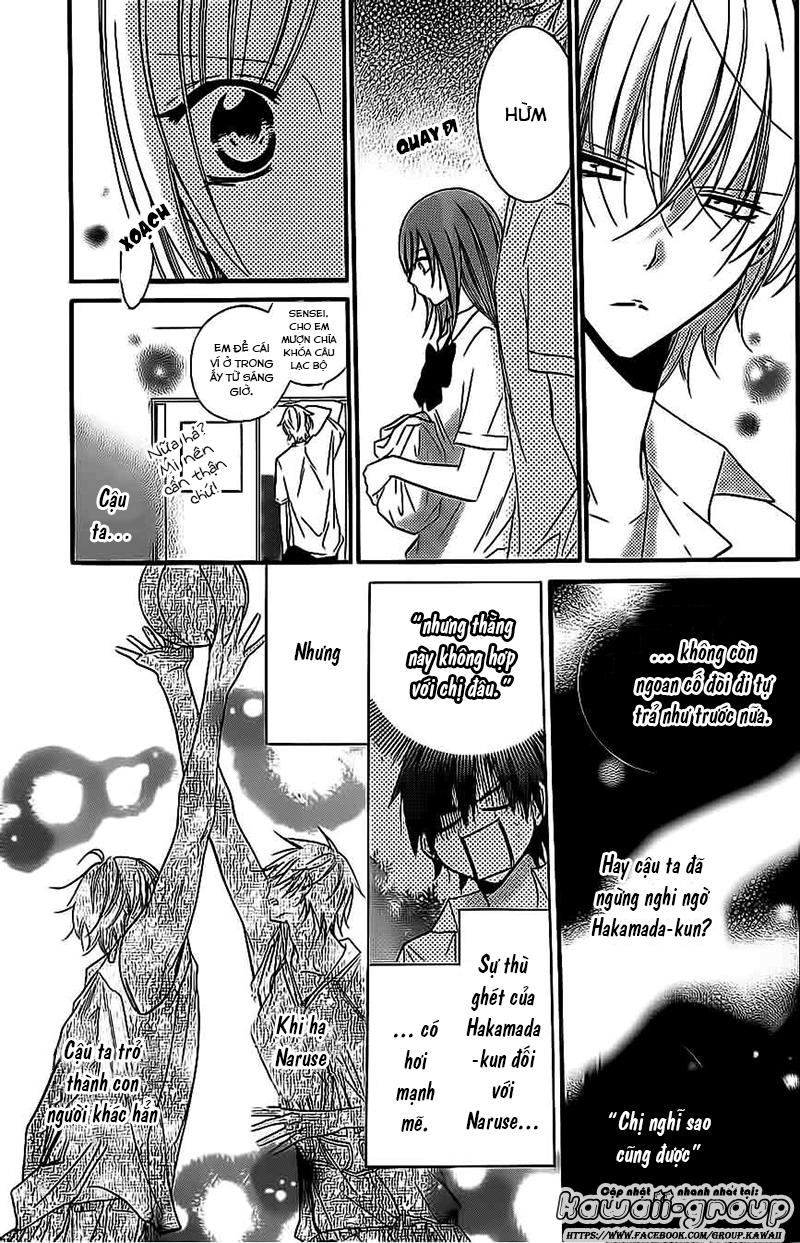 HỪM
QUAY ĐI
XOẠCH
SENSEI.
CHO EM
MƯỢN CHÌA
KHÓA CÂU
LẠC BỘ
EM ĐỂ CÁI
VÍ Ở TRONG
ẤY TỪ SÁNG
GIỜ.
Nữa hả?
Mi nên
cẩn thận
chứ!
Cậu
ta...
... không còn
ngoan cố đòi đi tự
trả như trước nữa.
Hay cậu ta đã
ngừng nghi ngờ
Hakamada-kun?
“Chị nghĩ sao
cũng được”
“nhưng thằng
này không hợp
với chị đâu.”
Sự thù
ghét của
Hakamada
-kun đối
với
Naruse...
... có
hơi
mạnh
mẽ.
Nhưng
Khi hạ
Naruse
Cậu ta trở
thành con
người khác hẳn
Cập nhật nhanh nhất tại:
kawaii-group
HTTPS://WWW.FACEBOOK.COM/GROUP.KAWAII